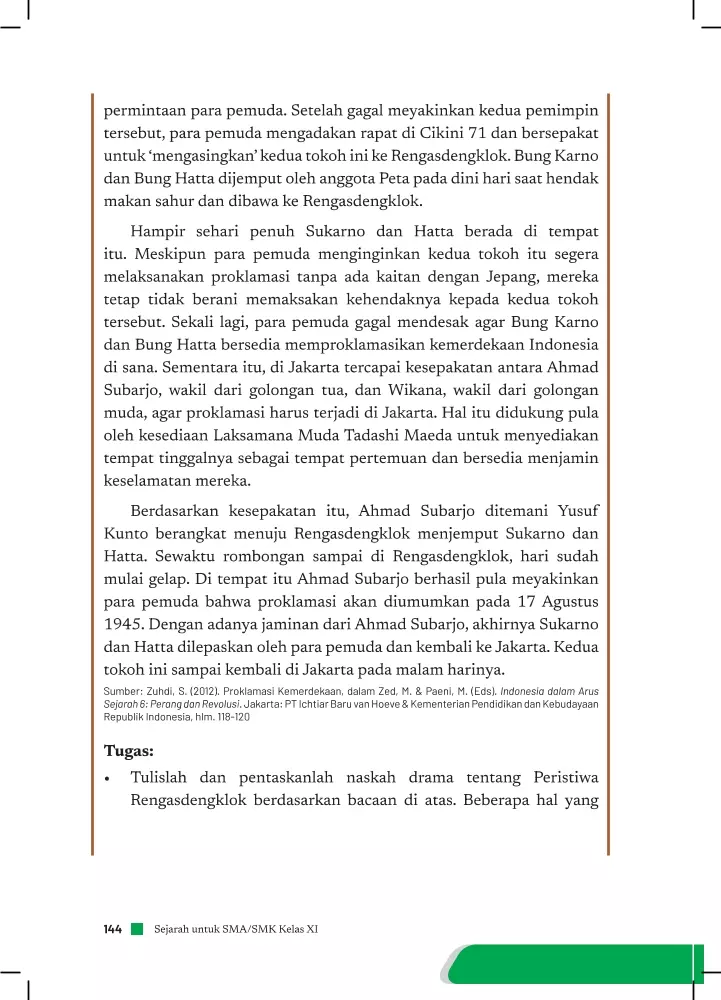 permintaan para pemuda. Setelah gagal meyakinkan kedua pemimpin
tersebut, para pemuda mengadakan rapat di Cikini 71 dan bersepakat
untuk ‘mengasingkan’ kedua tokoh ini ke Rengasdengklok. Bung Karno
dan Bung Hatta dijemput oleh anggota Peta pada dini hari saat hendak
makan sahur dan dibawa ke Rengasdengklok.
Hampir sehari penuh Sukarno dan Hatta berada di tempat
itu. Meskipun para pemuda menginginkan kedua tokoh itu segera
melaksanakan proklamasi tanpa ada kaitan dengan Jepang, mereka
tetap tidak berani memaksakan kehendaknya kepada kedua tokoh
tersebut. Sekali lagi, para pemuda gagal mendesak agar Bung Karno
dan Bung Hatta bersedia memproklamasikan kemerdekaan Indonesia
di sana. Sementara itu, di Jakarta tercapai kesepakatan antara Ahmad
Subarjo, wakil dari golongan tua, dan Wikana, wakil dari golongan
muda, agar proklamasi harus terjadi di Jakarta. Hal itu didukung pula
oleh kesediaan Laksamana Muda Tadashi Maeda untuk menyediakan
tempat tinggalnya sebagai tempat pertemuan dan bersedia menjamin
keselamatan mereka.
Berdasarkan kesepakatan itu, Ahmad Subarjo ditemani Yusuf
Kunto berangkat menuju Rengasdengklok menjemput Sukarno dan
Hatta. Sewaktu rombongan sampai di Rengasdengklok, hari sudah
mulai gelap. Di tempat itu Ahmad Subarjo berhasil pula meyakinkan
para pemuda bahwa proklamasi akan diumumkan pada 17 Agustus
1945. Dengan adanya jaminan dari Ahmad Subarjo, akhirnya Sukarno
dan Hatta dilepaskan oleh para pemuda dan kembali ke Jakarta. Kedua
tokoh ini sampai kembali di Jakarta pada malam harinya.
Sumber: Zuhdi, S. (2012). Proklamasi Kemerdekaan, dalam Zed, M. & Paeni, M. (Eds). Indonesia dalam Arus
Sejarah 6: Perang dan Revolusi. Jakarta: PT Ichtiar Baru van Hoeve & Kementerian Pendidikan dan Kebudayaan
Republik Indonesia, hlm. 118-120
Tugas:
• Tulislah dan pentaskanlah naskah drama tentang Peristiwa
Rengasdengklok berdasarkan bacaan di atas. Beberapa hal yang
144 Sejarah untuk SMA/SMK Kelas XI